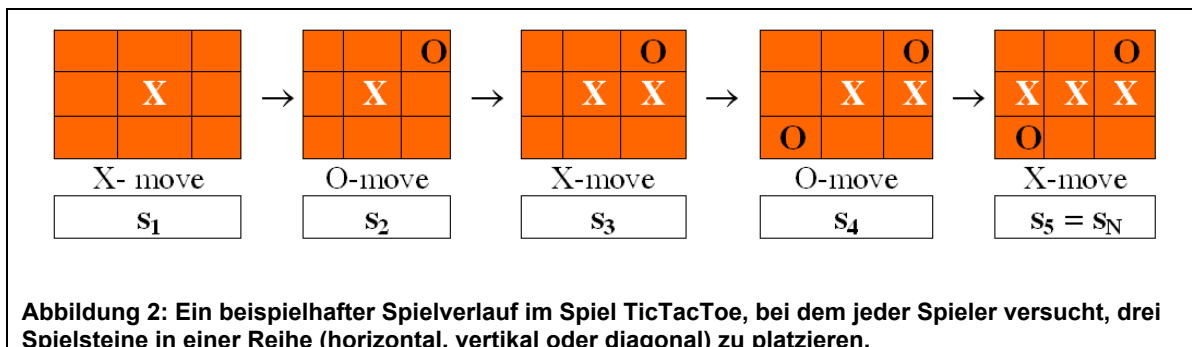 O O O O
X → X → X X → X X → X X X
O O
X- move O-move X-move O-move X-move
s1 s2 s3 s4 s5 = sN
Abbildung 2: Ein beispielhafter Spielverlauf im Spiel TicTacToe, bei dem jeder Spieler versucht, drei
Spielsteine in einer Reihe (horizontal, vertikal oder diagonal) zu platzieren.